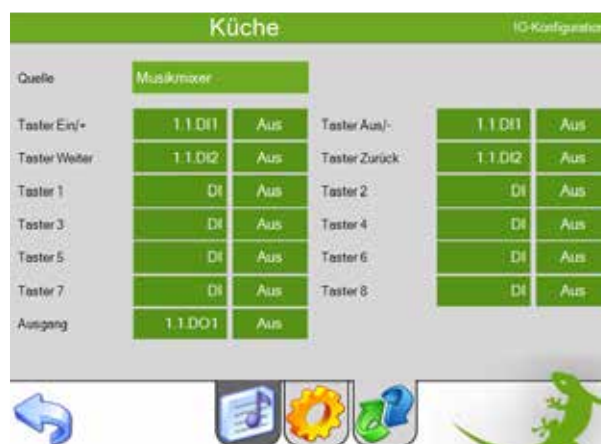 Küche IO-Konfiguration
Quelle Musikmixer
Taster Ein/+ 1.1.DI1 Aus Taster Aus/- 1.1.DI1 Aus
Taster Weiter 1.1.DI2 Aus Taster Zurück 1.1.DI2 Aus
Taster 1 DI Aus Taster 2 DI Aus
Taster 3 DI Aus Taster 4 DI Aus
Taster 5 DI Aus Taster 6 DI Aus
Taster 7 DI Aus Taster 8 DI Aus
Ausgang 1.1.DO1 Aus